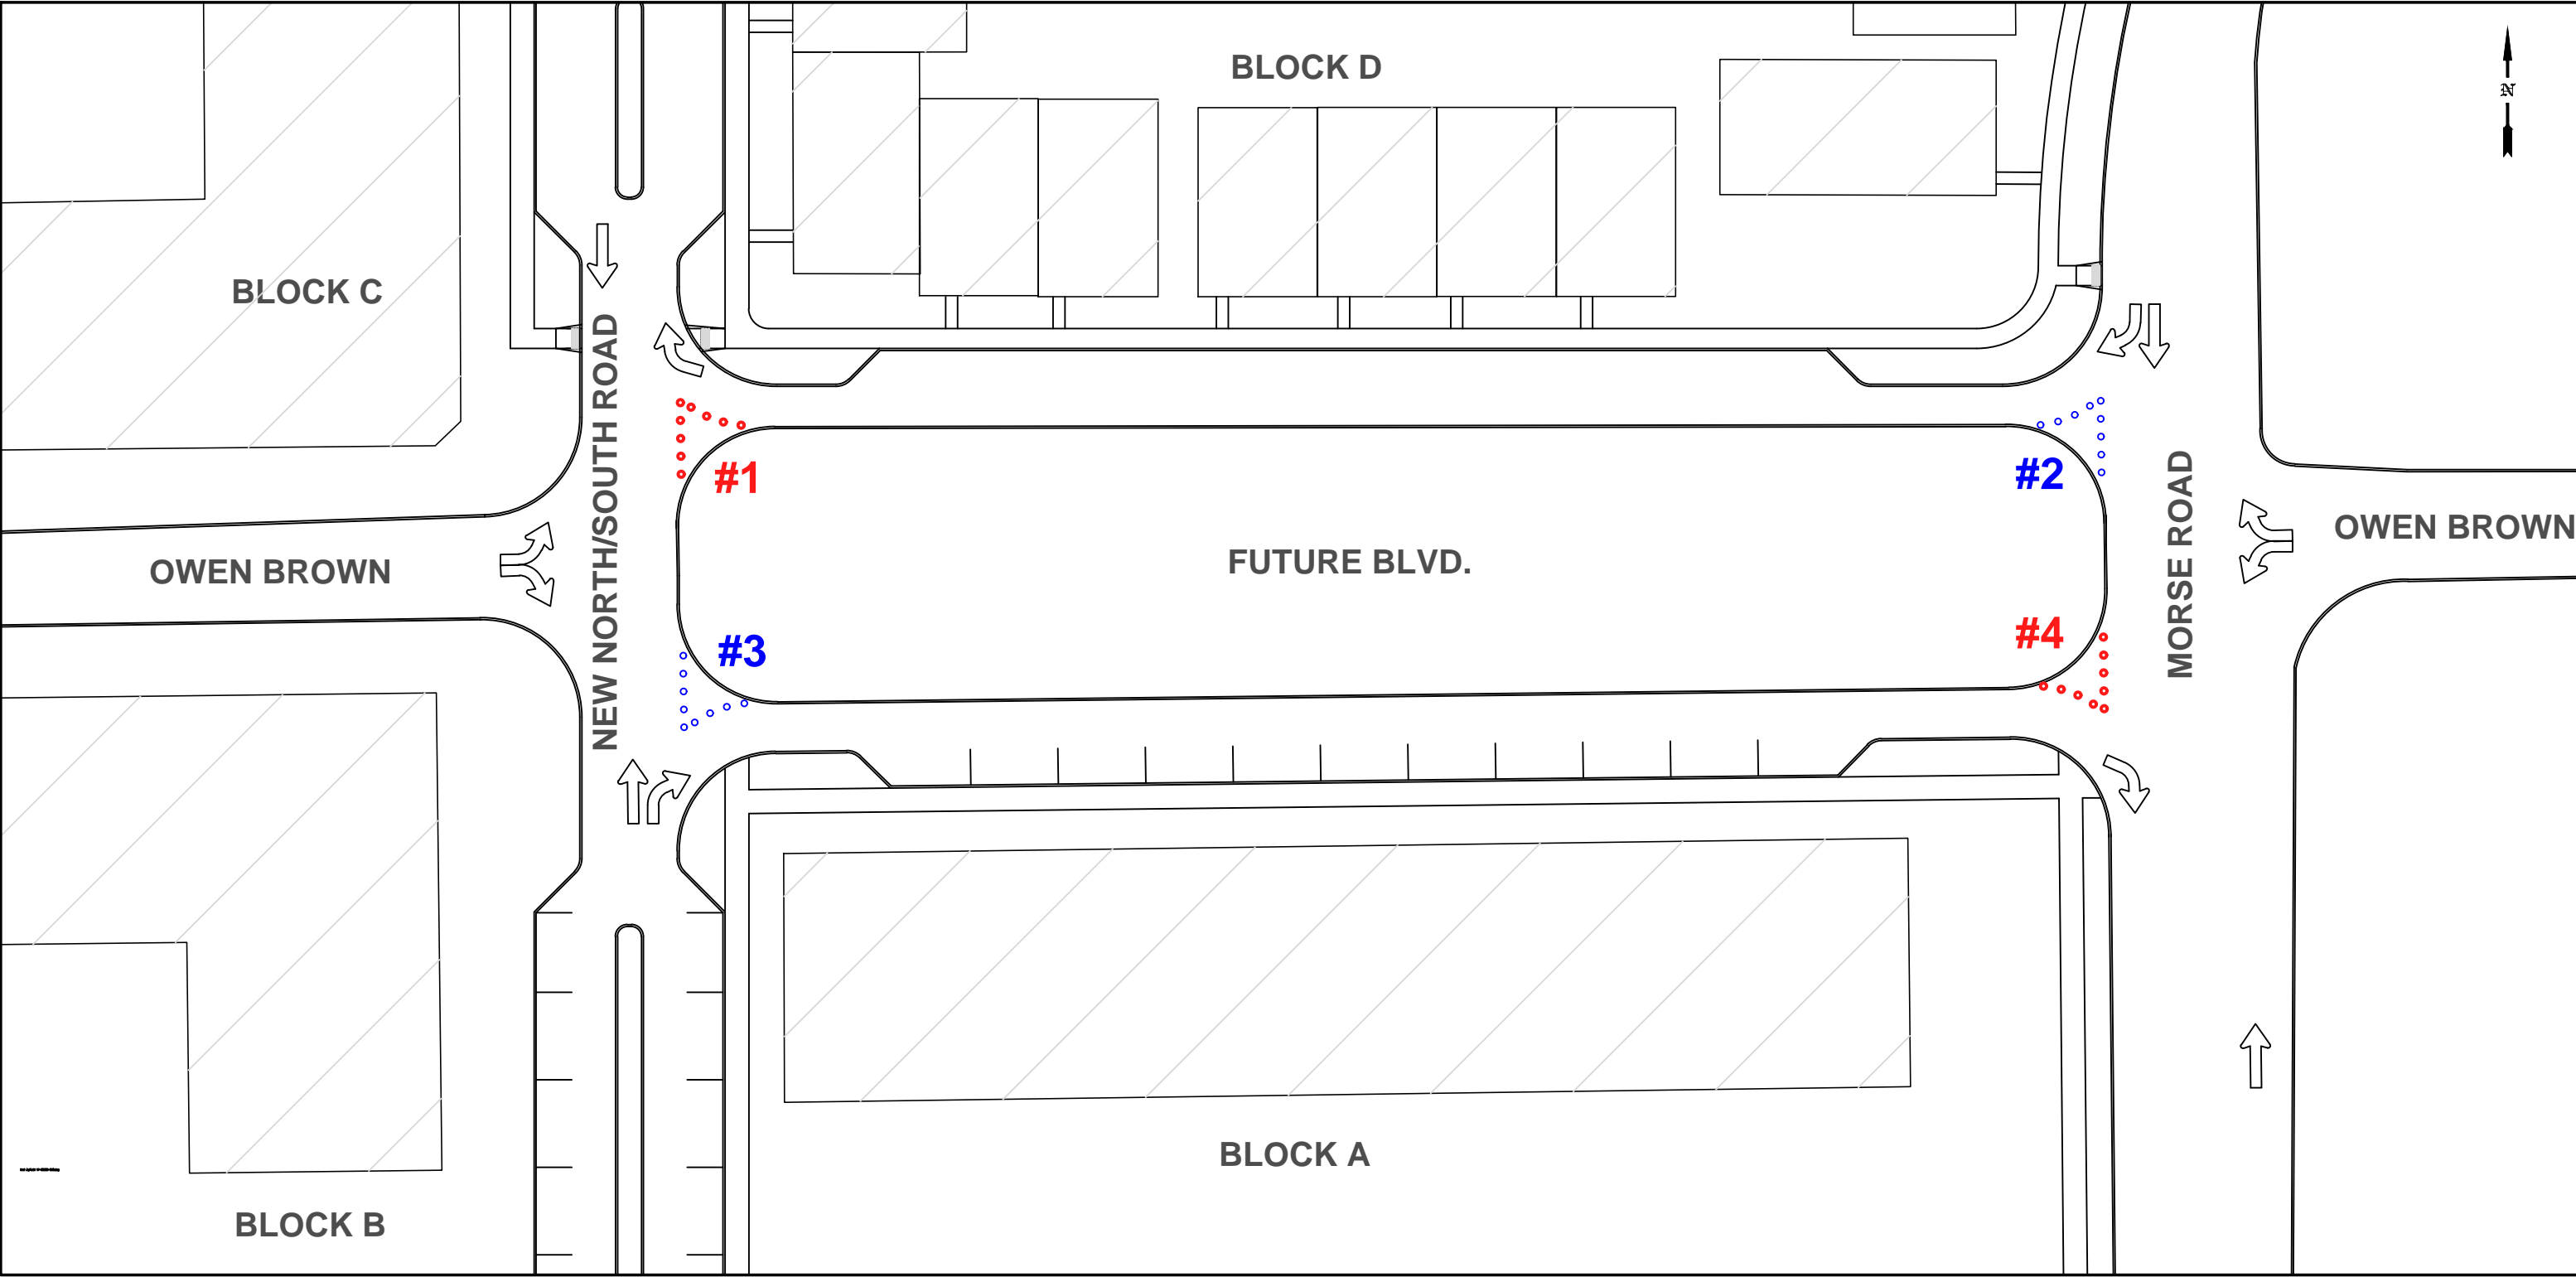 BLOCK D
N
BLOCK C
NEW NORTH/SOUTH ROAD
#1
#2
MORSE ROAD
OWEN BROWN
FUTURE BLVD.
OWEN BROWN
#3
#4
BLOCK A
BLOCK B